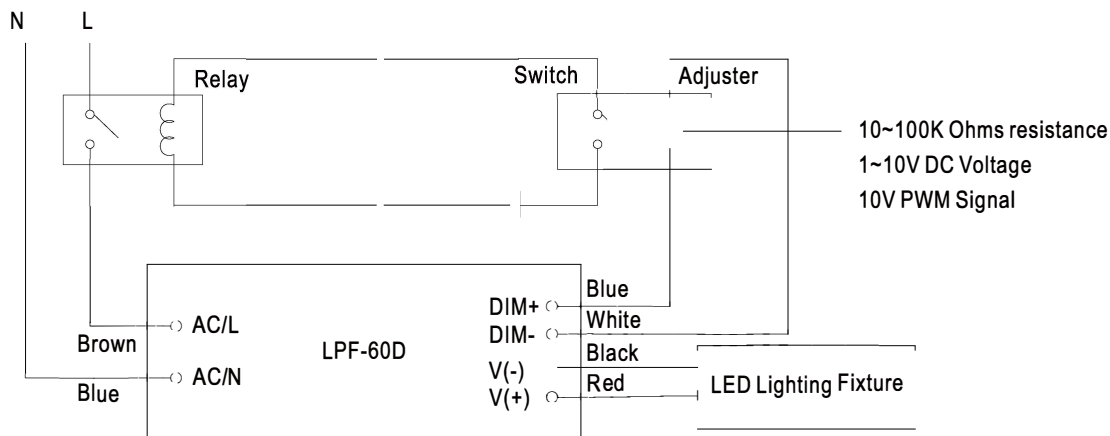 N L
Relay
Switch
Adjuster
10~100K Ohms resistance
1~10V DC Voltage
10V PWM Signal
Blue
DIM+
White
DIM-
AC/L
Brown
LPF-60D
Black
V(-)
AC/N
Blue
Red
V(+)
LED Lighting Fixture